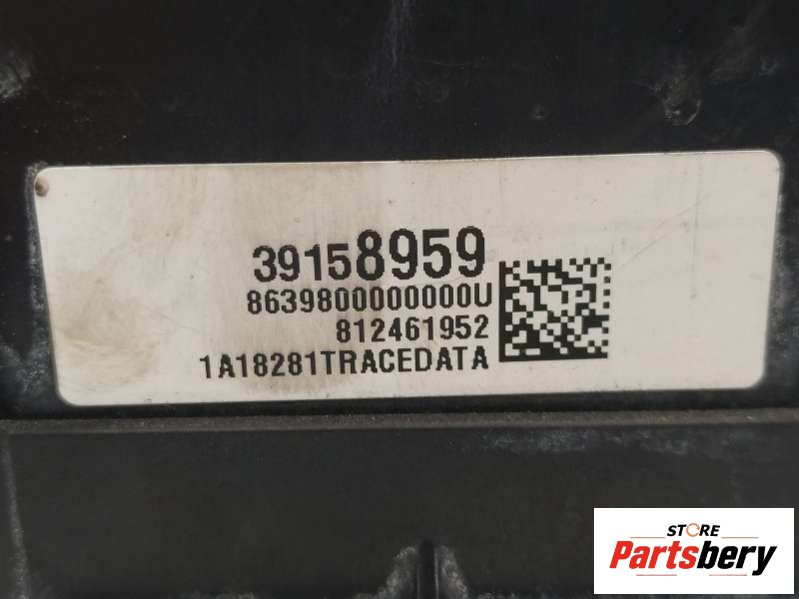 39158959
8639800000000U
812461952
1A18281TRACEDATA
STORE
Partsbery